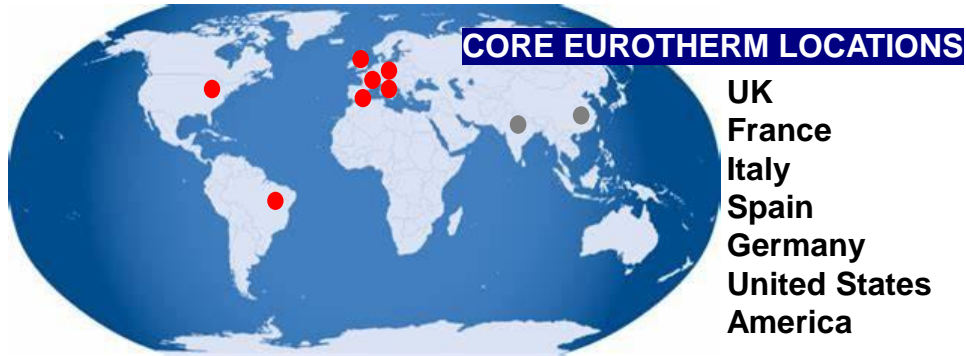 CORE EUROTHERM LOCATIONS
UK
France
Italy
Spain
Germany
United States
America